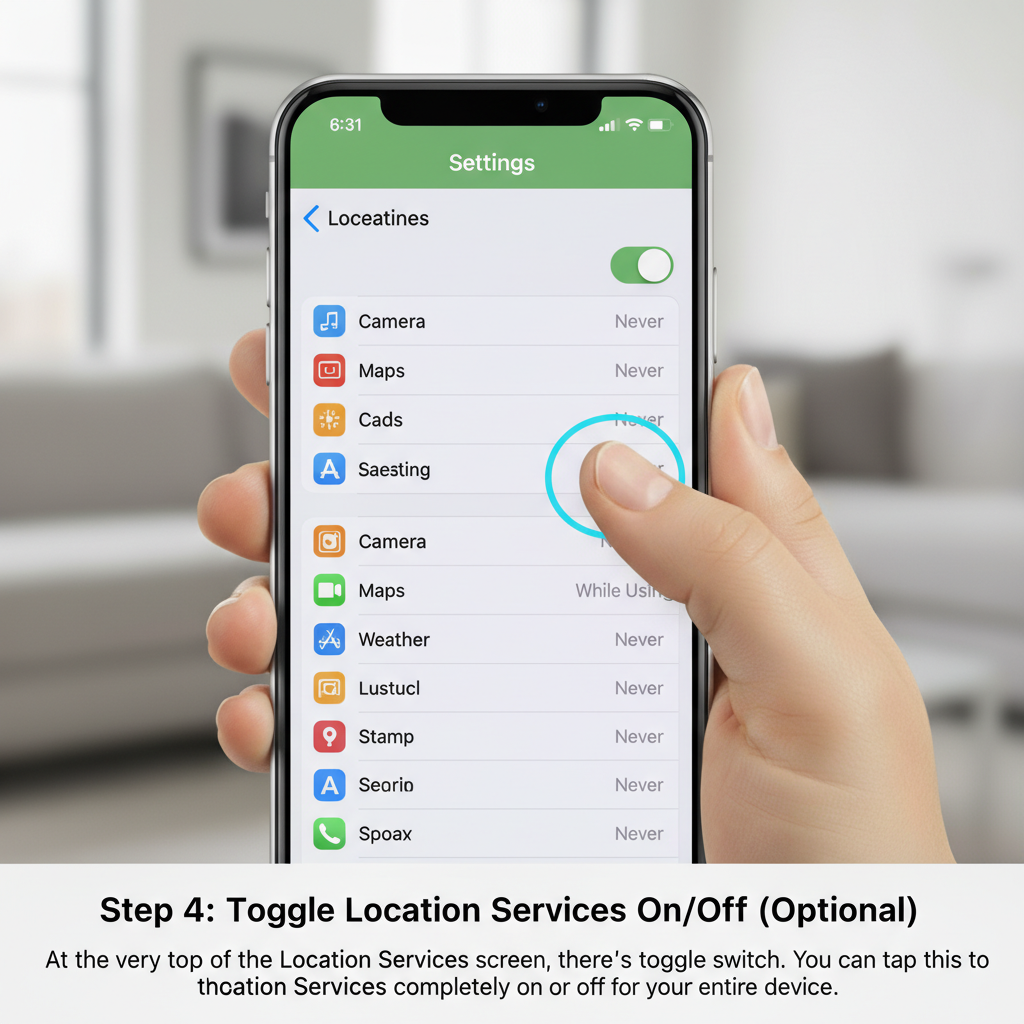 6:31
Settings
Loceatines
Camera Never
Maps Never
Cads Never
Saesting
Camera
Maps While Using
Weather Never
Lustucl Never
Stamp Never
Seorio Never
Spoax Never
Step 4: Toggle Location Services On/Off (Optional)
At the very top of the Location Services screen, there's toggle switch. You can tap this to
thoation Services completely on or off for your entire device.